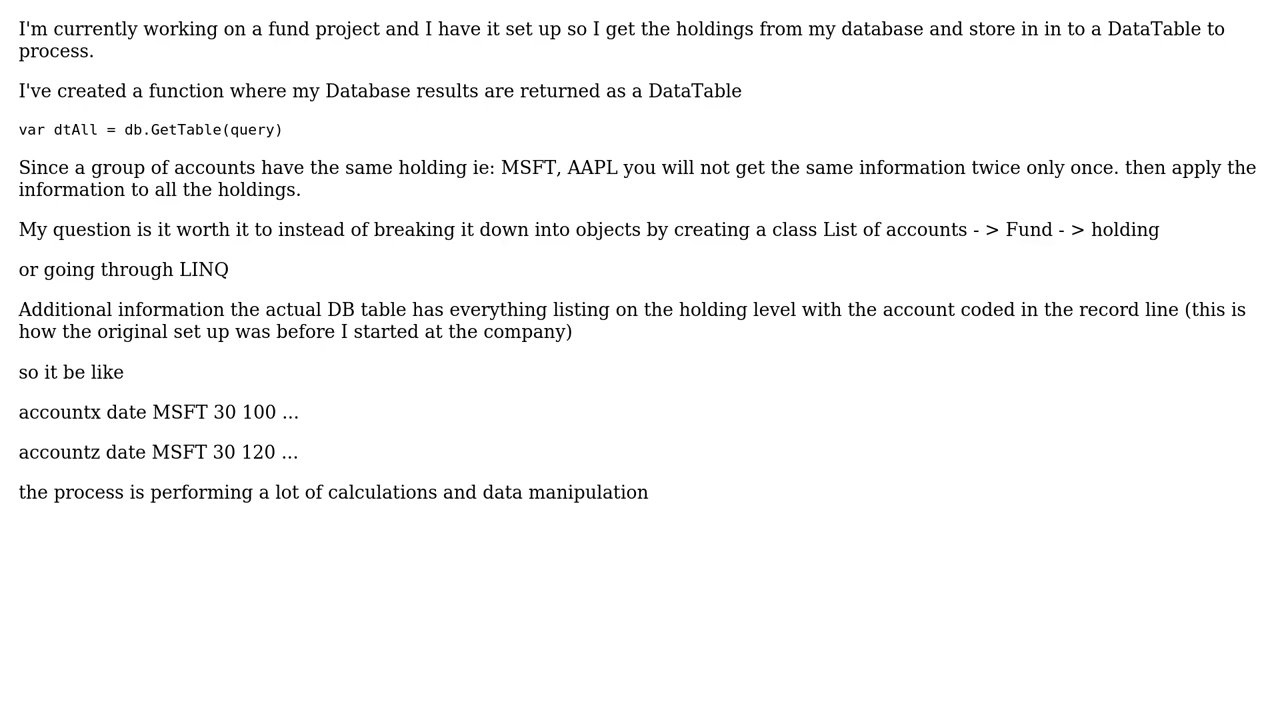 I'm currently working on a fund project and I have it set up so I get the holdings from my database and store in in to a DataTable to
process.
I've created a function where my Database results are returned as a DataTable
var dtAll = db.GetTable(query)
Since a group of accounts have the same holding ie: MSFT, AAPL you will not get the same information twice only once. then apply the
information to all the holdings.
My question is it worth it to instead of breaking it down into objects by creating a class List of accounts - > Fund - > holding
or going through LINQ
Additional information the actual DB table has everything listing on the holding level with the account coded in the record line (this is
how the original set up was before I started at the company)
so it be like
accountx date MSFT 30 100 ...
accountz date MSFT 30 120 ...
the process is performing a lot of calculations and data manipulation